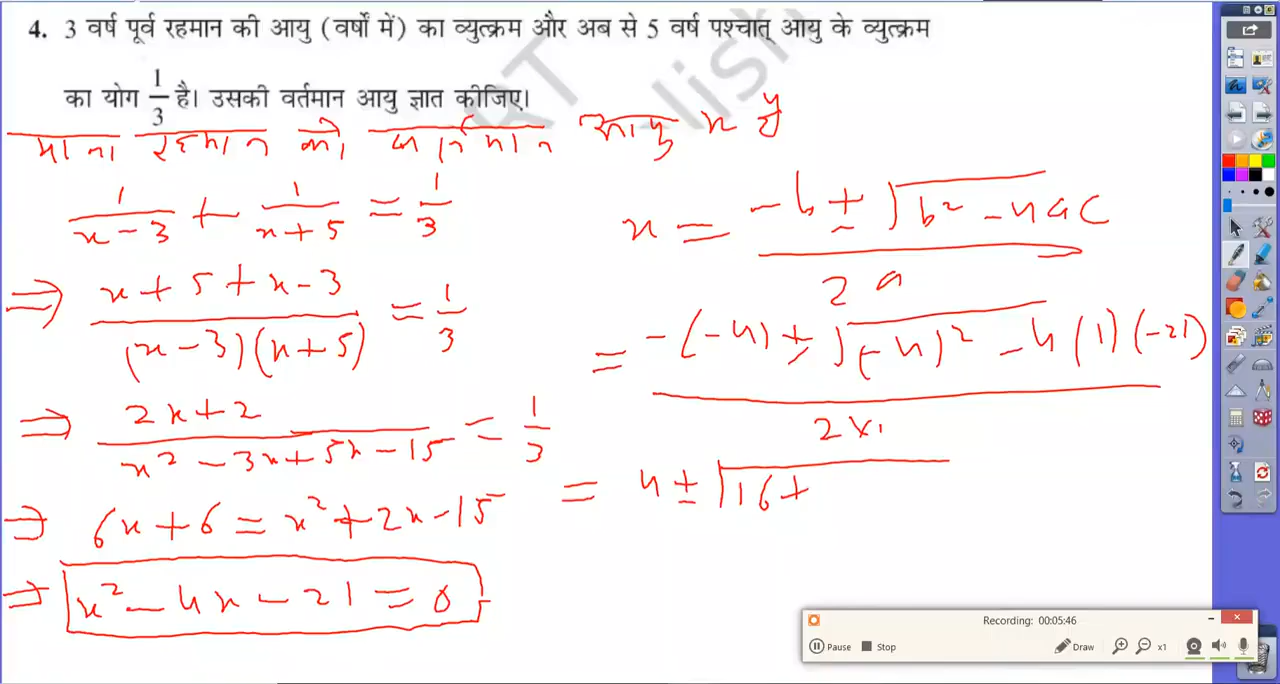 4. 3 वर्ष पूर्व रहमान की आयु (वर्षों में) का व्युत्क्रम और अब से 5 वर्ष पश्चात् आयु के व्युत्क्रम
का योग 1/3 है। उसकी वर्तमान आयु ज्ञात कीजिए।
माना रहमान की वर्तमान आयु x
1/(x-3) + 1/(x+5) = 1/3
⇒ (x+5+x-3)/((x-3)(x+5)) = 1/3
⇒ (2x+2)/(x² - 3x + 5x - 15) = 1/3
⇒ 6x+6 = x²+2x-15
⇒ x² - 4x - 21 = 0
x = (-b ± √(b² - 4ac))/(2a)
= (-(-4) ± √((-4)² - 4(1)(-21)))/(2×1)
= 4 ± √(16+
Recording: 00:05:46
Pause Stop Draw x1